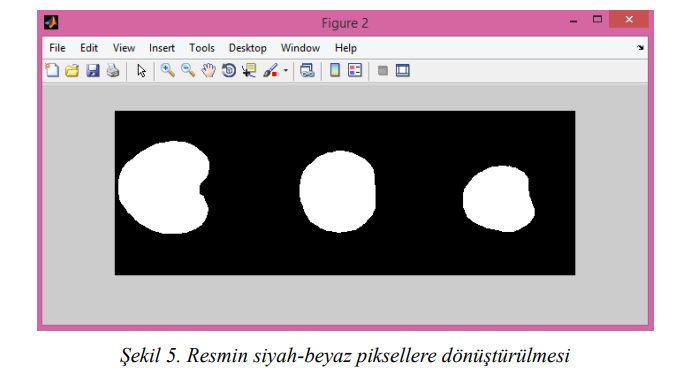 Figure 2
File Edit View Insert Tools Desktop Window Help
Şekil 5. Resmin siyah-beyaz piksellere dönüştürülmesi